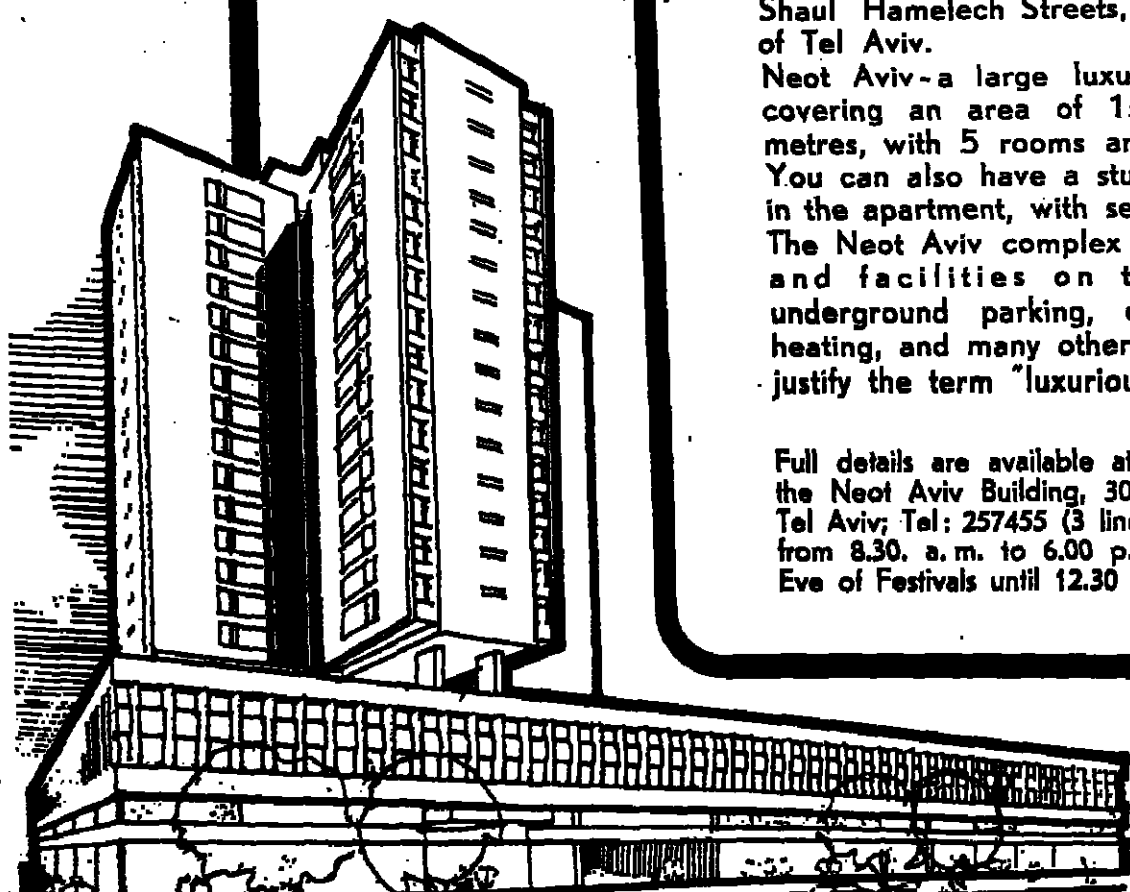 Shaul Hamelech Streets,
of Tel Aviv.
Neot Aviv-a large luxu
covering an area of 1
metres, with 5 rooms ar
You can also have a stu
in the apartment, with se
The Neot Aviv complex
and facilities on t
underground parking,
heating, and many other
justify the term "luxuriou
Full details are available at
the Neot Aviv Building, 30
Tel Aviv; Tel: 257455 (3 line
from 8.30. a.m. to 6.00 p.
Eve of Festivals until 12.30